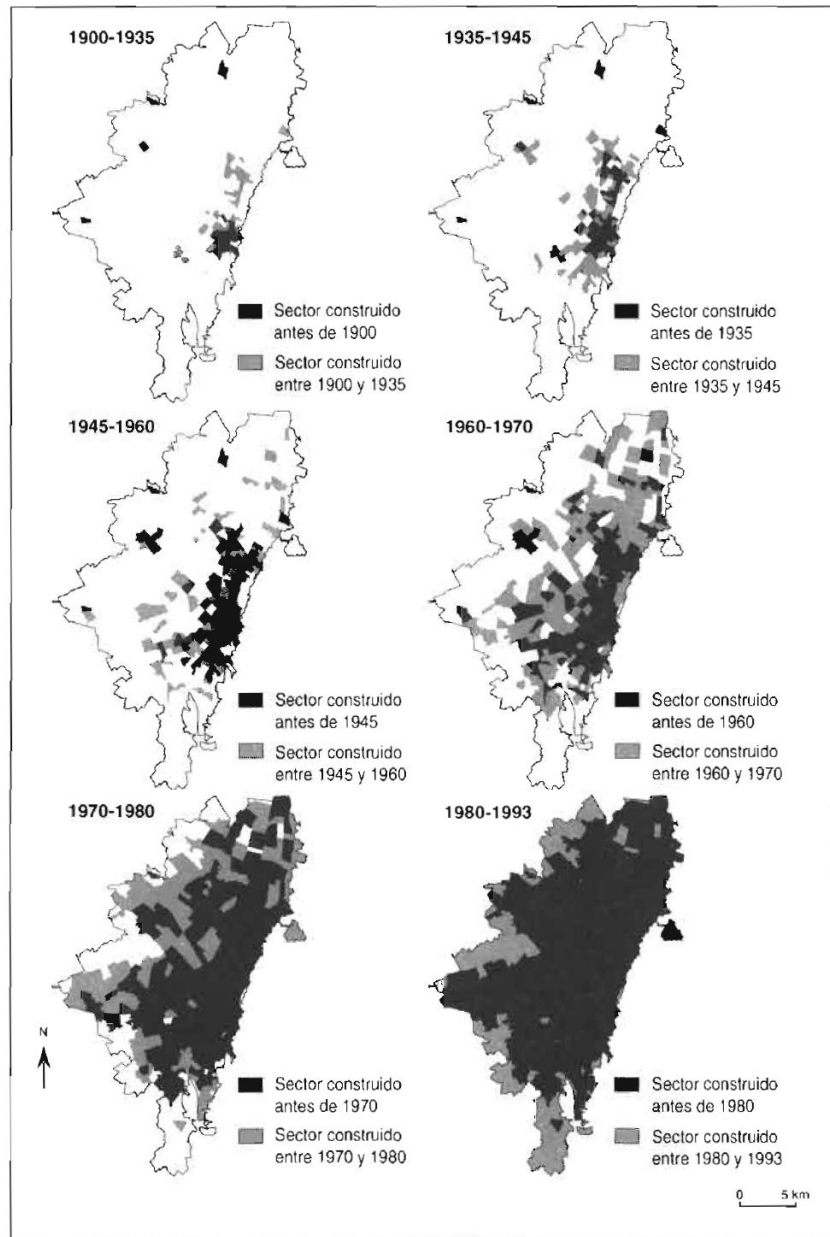 1900-1935
Sector construido
antes de 1900
Sector construido
entre 1900 y 1935
1935-1945
Sector construido
antes de 1935
Sector construido
entre 1935 y 1945
1945-1960
Sector construido
antes de 1945
Sector construido
entre 1945 y 1960
1960-1970
Sector construido
antes de 1960
Sector construido
entre 1960 y 1970
1970-1980
N
Sector construido
antes de 1970
Sector construido
entre 1970 y 1980
1980-1993
Sector construido
antes de 1980
Sector construido
entre 1980 y 1993
0 5 km